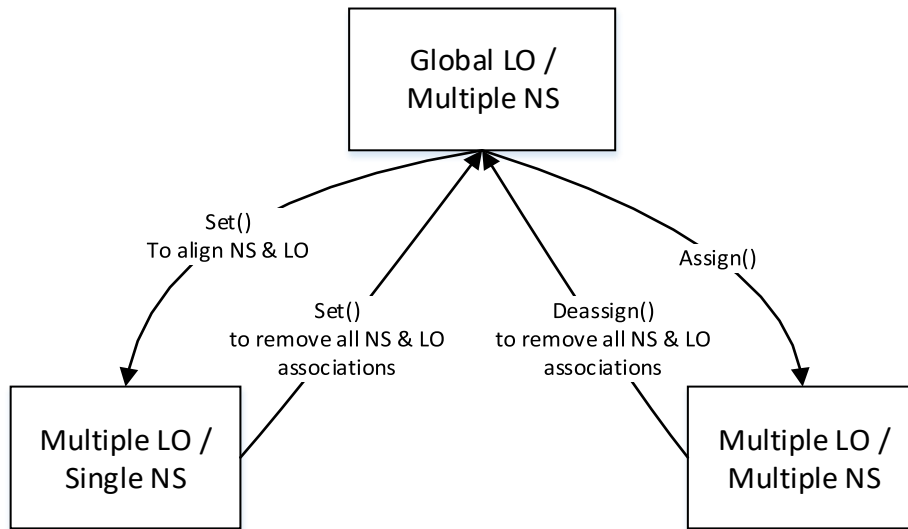 Global LO /
Multiple NS
Set()
To align NS & LO
Assign()
Set()
to remove all NS & LO
associations
Deassign()
to remove all NS & LO
associations
Multiple LO /
Single NS
Multiple LO /
Multiple NS